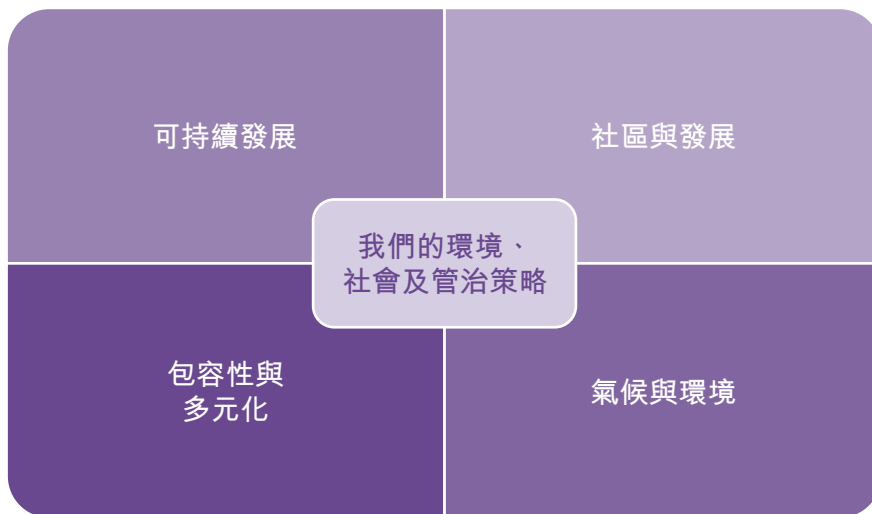 可持續發展
社區與發展
我們的環境、
社會及管治策略
包容性與
多元化
氣候與環境